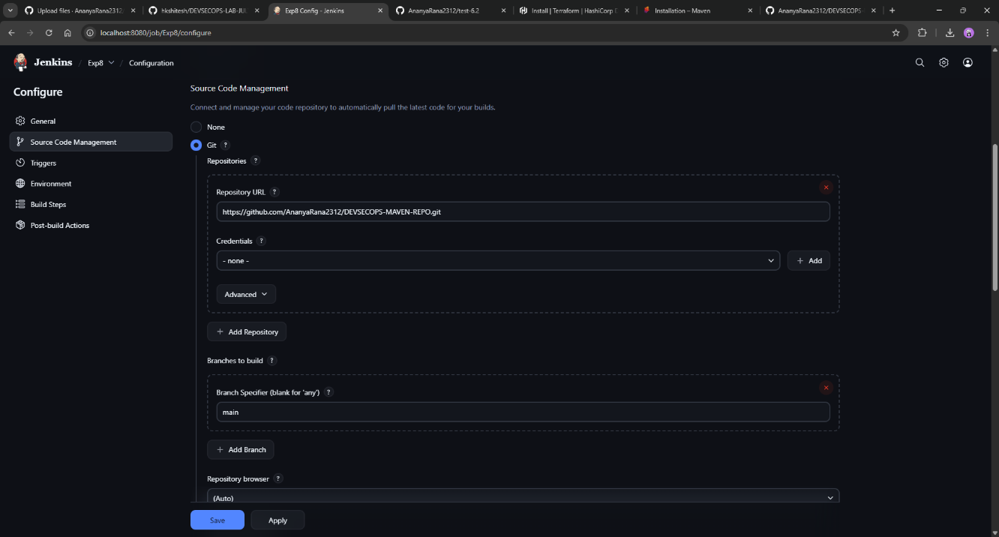 Upload files · AnanyaRana2312/
hkshitesh/DEVSECOPS-LAB-JUL
Exp8 Config - Jenkins
AnanyaRana2312/test-6.2
Install | Terraform | HashiCorp D
Installation – Maven
AnanyaRana2312/DEVSECOPS-
localhost:8080/job/Exp8/configure
Jenkins / Exp8 / Configuration
Configure
General
Source Code Management
Triggers
Environment
Build Steps
Post-build Actions
Source Code Management
Connect and manage your code repository to automatically pull the latest code for your builds.
None
Git ?
Repositories ?
Repository URL ?
https://github.com/AnanyaRana2312/DEVSECOPS-MAVEN-REPO.git
Credentials ?
- none -
+ Add
Advanced
+ Add Repository
Branches to build ?
Branch Specifier (blank for 'any') ?
main
+ Add Branch
Repository browser ?
(Auto)
Save
Apply